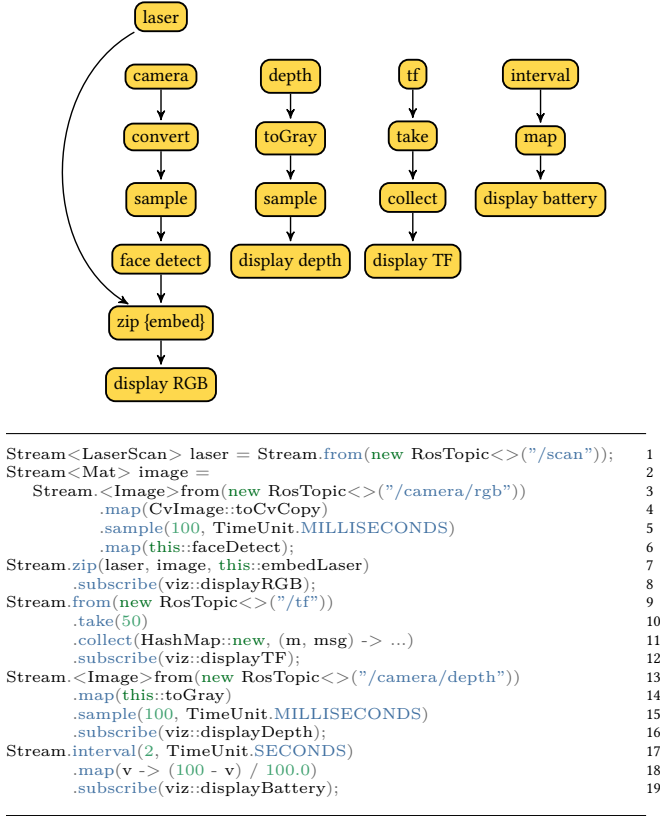 laser
camera
depth
tf
interval
convert
toGray
take
map
sample
sample
collect
display battery
face detect
display depth
display TF
zip {embed}
display RGB
Stream<LaserScan> laser = Stream.from(new RosTopic<>("/scan")); 1
Stream<Mat> image = 2
Stream.<Image>from(new RosTopic<>("/camera/rgb")) 3
.map(CvImage::toCvCopy) 4
.sample(100, TimeUnit.MILLISECONDS) 5
.map(this::faceDetect); 6
Stream.zip(laser, image, this::embedLaser) 7
.subscribe(viz::displayRGB); 8
Stream.from(new RosTopic<>("/tf")) 9
.take(50) 10
.collect(HashMap::new, (m, msg) -> ...) 11
.subscribe(viz::displayTF); 12
Stream.<Image>from(new RosTopic<>("/camera/depth")) 13
.map(this::toGray) 14
.sample(100, TimeUnit.MILLISECONDS) 15
.subscribe(viz::displayDepth); 16
Stream.interval(2, TimeUnit.SECONDS) 17
.map(v -> (100 - v) / 100.0) 18
.subscribe(viz::displayBattery); 19